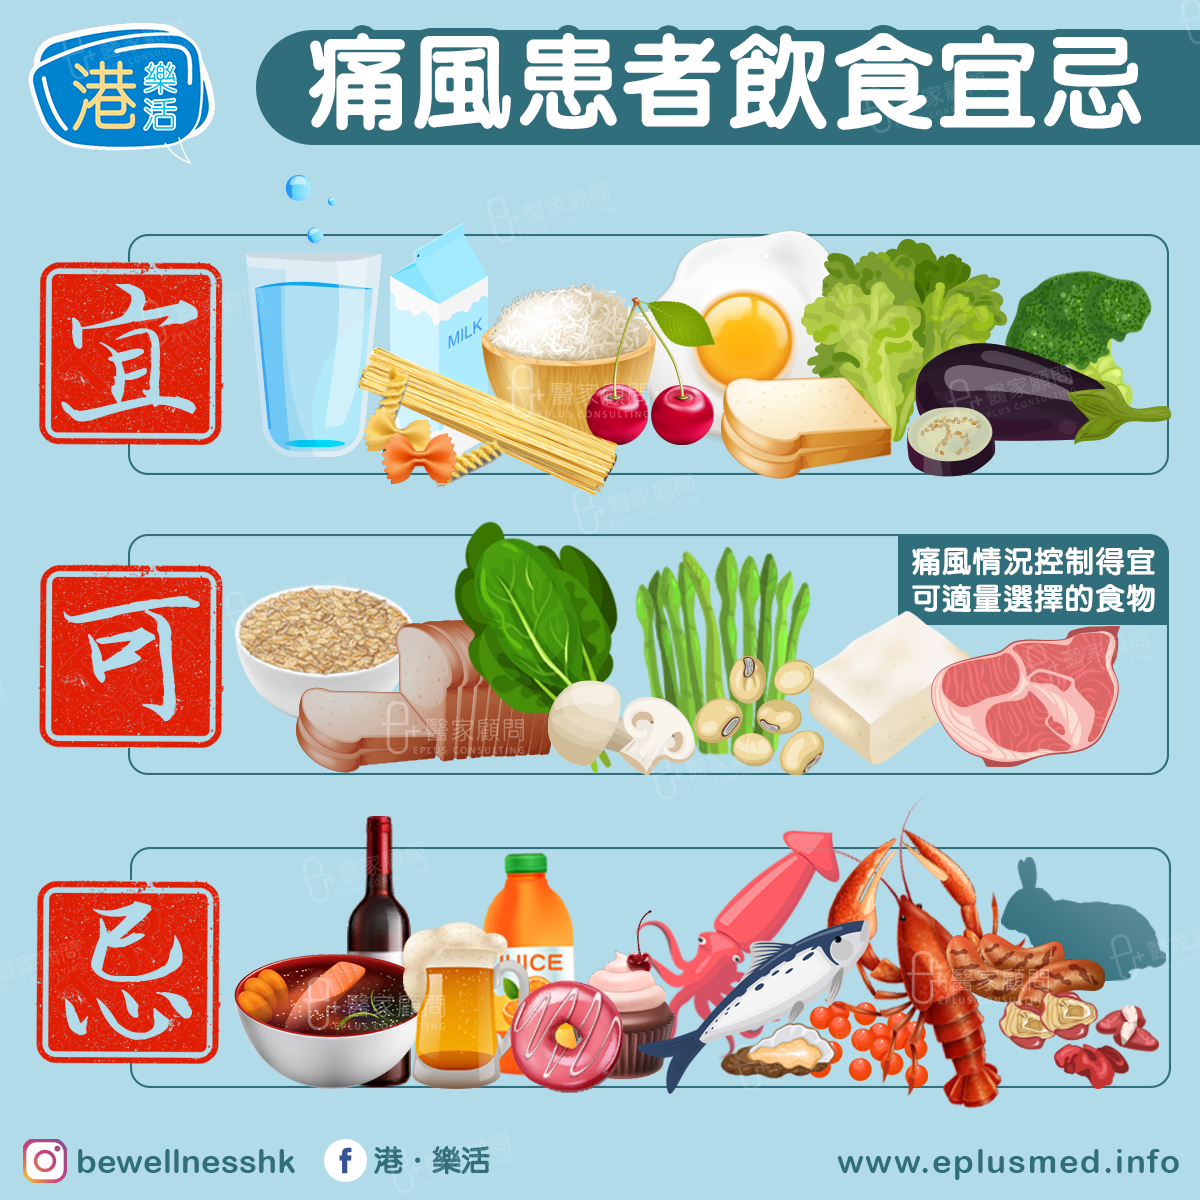 港樂活
痛風患者飲食宜忌
宜
MILK
可
痛風情況控制得宜
可適量選擇的食物
忌
JUICE
醫家顧問
EPLUS CONSULTING
bewellnesshk
港・樂活
www.eplusmed.info